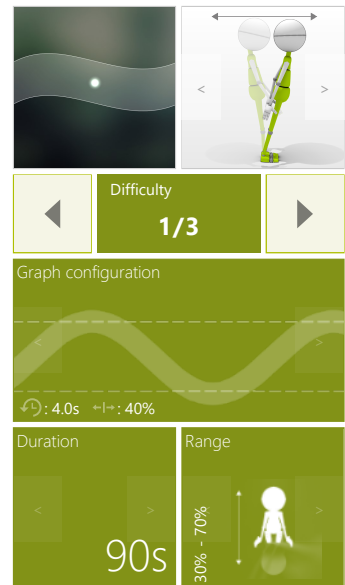 Difficulty
1/3
Graph configuration
: 4.0s : 40%
Duration
90s
Range
30% - 70%